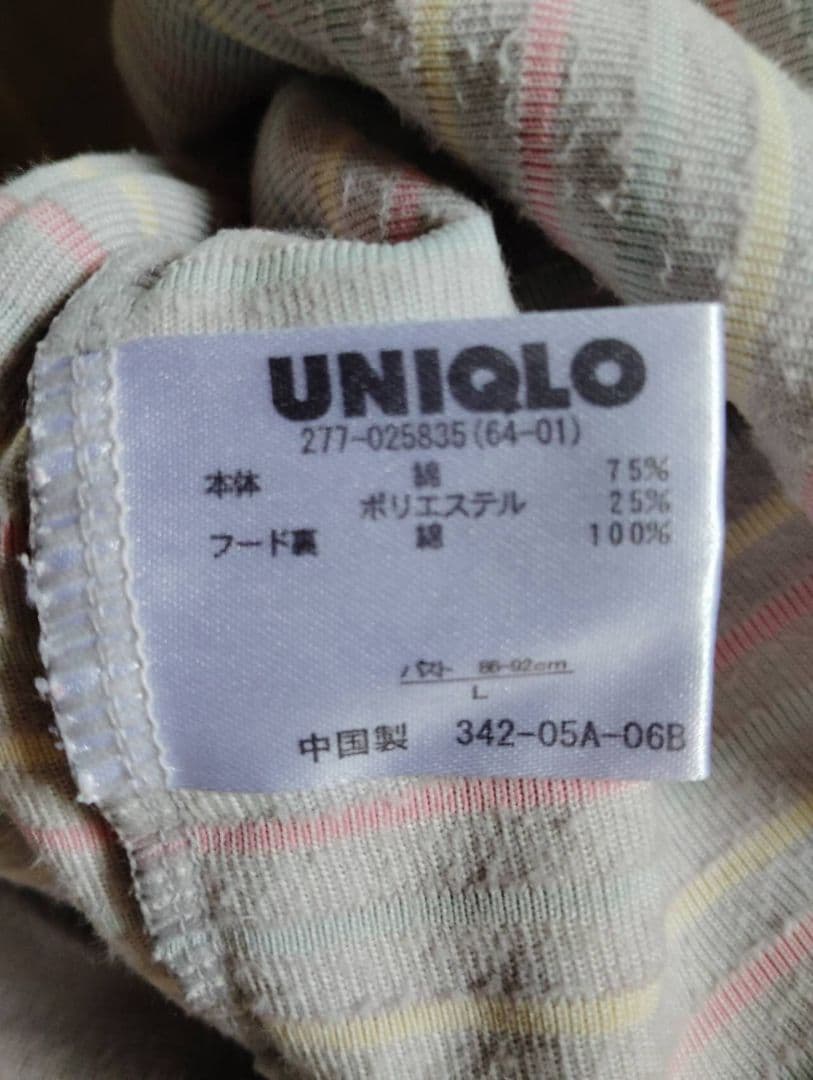 UNIQLO
277-025835(64-01)
本体 綿 75%
ポリエステル 25%
フード裏 綿 100%
バスト 86-92cm
L
中国製 342-05A-06B